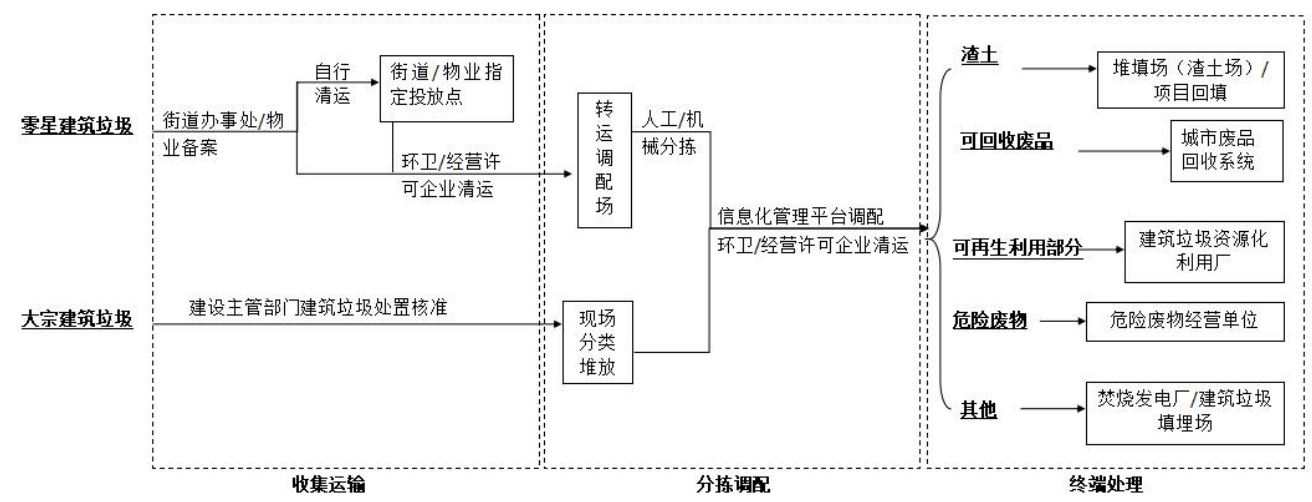 零星建筑垃圾
街道办事处/物
业备案
自行
清运
街道/物业指
定投放点
环卫/经营许
可企业清运
大宗建筑垃圾
建设主管部门建筑垃圾处置核准
收集运输
转
运
调
配
场
人工/机
械分拣
现场
分类
堆放
信息化管理平台调配
环卫/经营许可企业清运
分拣调配
渣土
堆填场（渣土场）/
项目回填
可回收废品
城市废品
回收系统
可再生利用部分
建筑垃圾资源化
利用厂
危险废物
危险废物经营单位
其他
焚烧发电厂/建筑垃圾
填埋场
终端处理